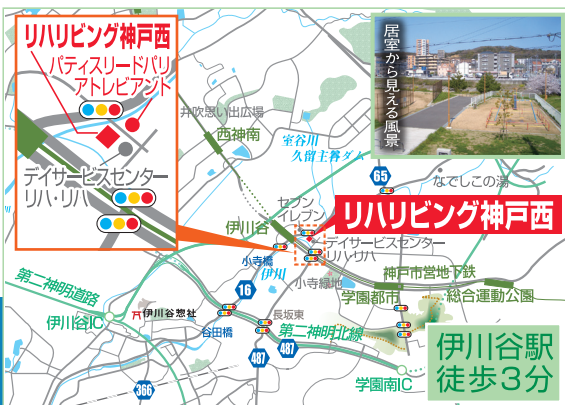 リハリビング神戸西
パティスリードパリ
アトレビアント
デイサービスセンター
リハ・リハ
居室から見える風景
井吹思い出広場
西神南
室谷川
久留主谷ダム
65
なでしこの湯
セブン
イレブン
伊川谷
リハリビング神戸西
デイサービスセンター
リハ・リハ
小寺橋
伊川
小寺緑地
神戸市営地下鉄
学園都市
総合運動公園
第二神明道路
16
伊川谷IC
伊川谷惣社
谷田橋
長坂東
第二神明北線
487
487
366
学園南IC
伊川谷駅
徒歩3分